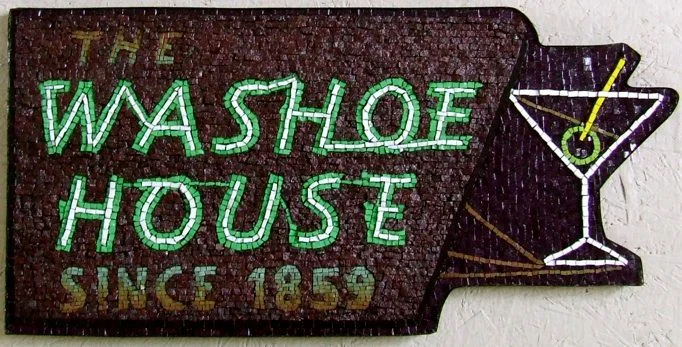 THE
WASHOE
HOUSE
SINCE 1859